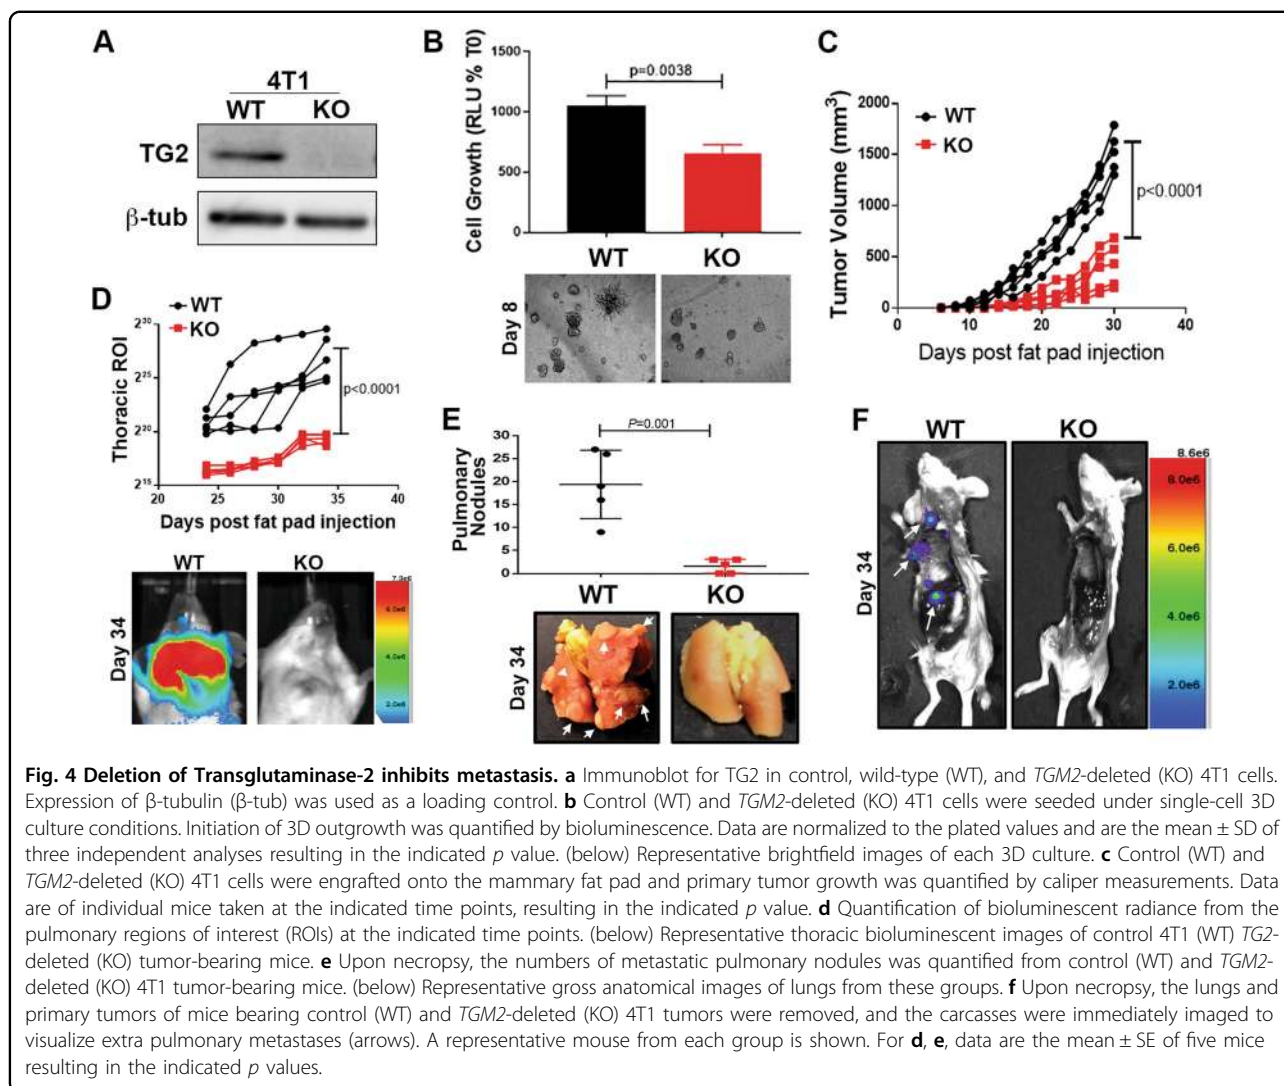 A
4T1
WT KO
TG2
β-tub
B
Cell Growth (RLU % T0)
1500
1000
500
0
p=0.0038
WT KO
Day 8
C
Tumor Volume (mm³)
2000
1500
1000
500
0
WT
KO
p<0.0001
0 10 20 30 40
Days post fat pad injection
D
WT
KO
Thoracic ROI
2³⁰
2²⁵
2²⁰
2¹⁵
p<0.0001
20 25 30 35 40
Days post fat pad injection
WT KO
Day 34
7.3e6
6.0e6
4.0e6
2.0e6
E
Pulmonary
Nodules
30
25
20
15
10
5
0
P=0.001
WT KO
Day 34
F
WT KO
Day 34
8.6e6
8.0e6
6.0e6
4.0e6
2.0e6
Fig. 4 Deletion of Transglutaminase-2 inhibits metastasis. a Immunoblot for TG2 in control, wild-type (WT), and TGM2-deleted (KO) 4T1 cells.
Expression of β-tubulin (β-tub) was used as a loading control. b Control (WT) and TGM2-deleted (KO) 4T1 cells were seeded under single-cell 3D
culture conditions. Initiation of 3D outgrowth was quantified by bioluminescence. Data are normalized to the plated values and are the mean ± SD of
three independent analyses resulting in the indicated p value. (below) Representative brightfield images of each 3D culture. c Control (WT) and
TGM2-deleted (KO) 4T1 cells were engrafted onto the mammary fat pad and primary tumor growth was quantified by caliper measurements. Data
are of individual mice taken at the indicated time points, resulting in the indicated p value. d Quantification of bioluminescent radiance from the
pulmonary regions of interest (ROIs) at the indicated time points. (below) Representative thoracic bioluminescent images of control 4T1 (WT) TG2-
deleted (KO) tumor-bearing mice. e Upon necropsy, the numbers of metastatic pulmonary nodules was quantified from control (WT) and TGM2-
deleted (KO) 4T1 tumor-bearing mice. (below) Representative gross anatomical images of lungs from these groups. f Upon necropsy, the lungs and
primary tumors of mice bearing control (WT) and TGM2-deleted (KO) 4T1 tumors were removed, and the carcasses were immediately imaged to
visualize extra pulmonary metastases (arrows). A representative mouse from each group is shown. For d, e, data are the mean ± SE of five mice
resulting in the indicated p values.